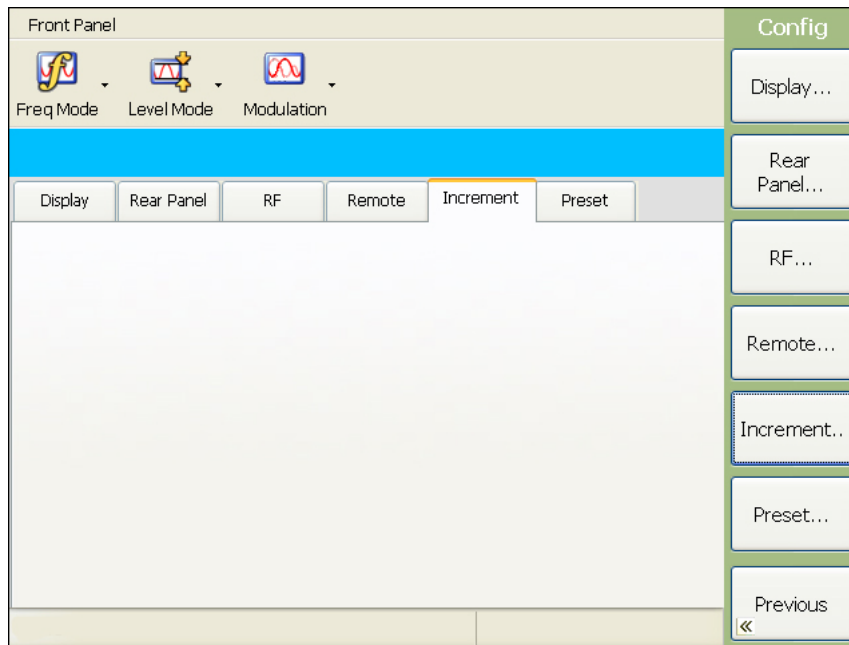 Front Panel
Freq Mode Level Mode Modulation
Display Rear Panel RF Remote Increment Preset
Config
Display...
Rear
Panel...
RF...
Remote...
Increment..
Preset...
Previous